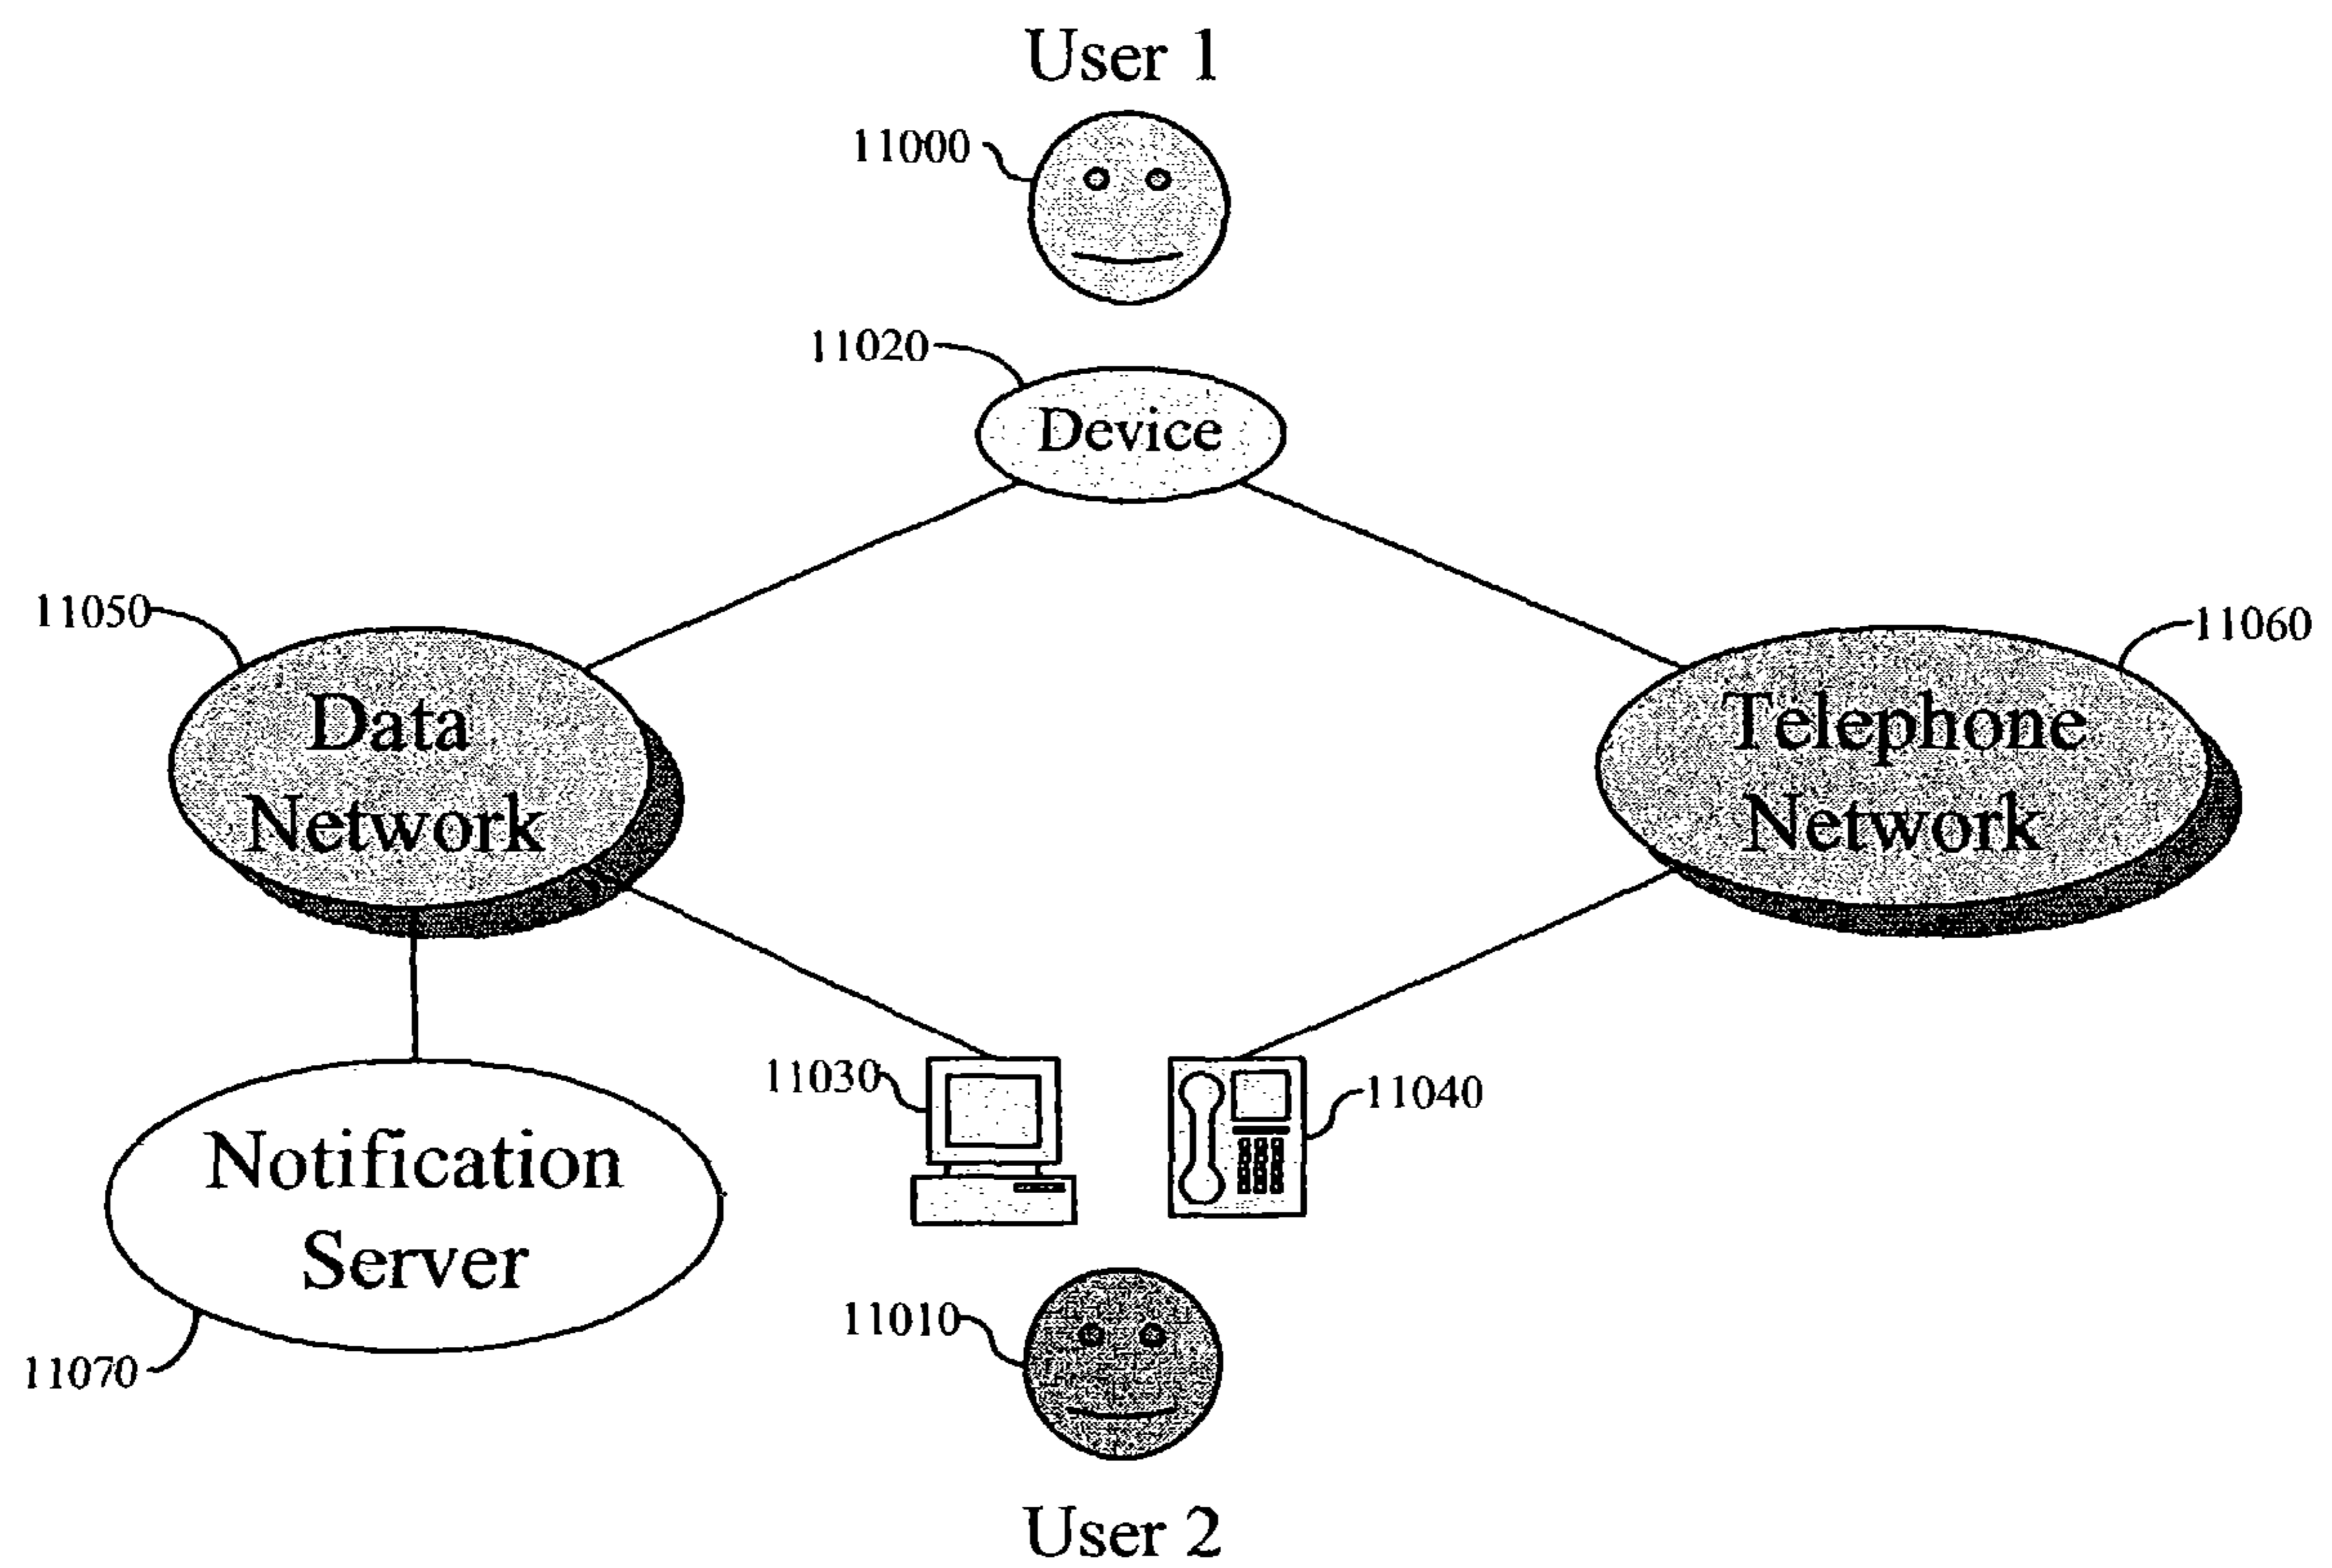 User 1
11000
11020
Device
11050
11060
Data
Network
Telephone
Network
11030
11040
Notification
Server
11010
11070
User 2